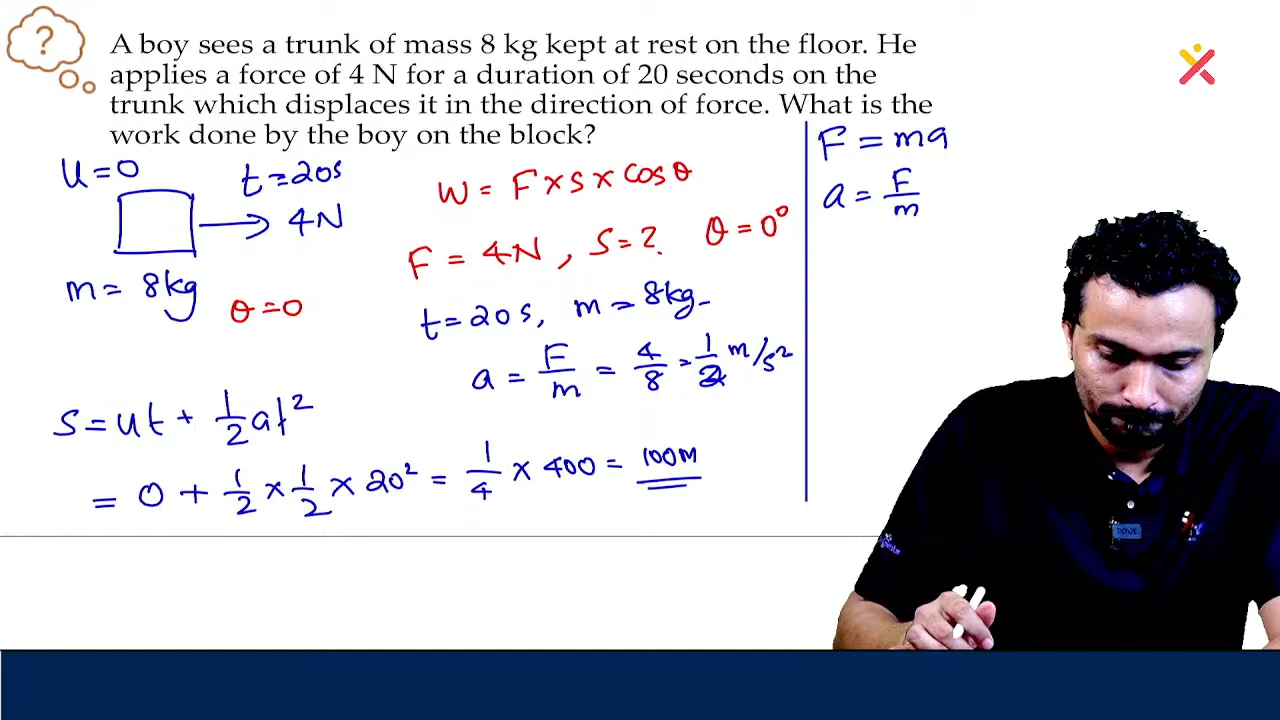 ?
A boy sees a trunk of mass 8 kg kept at rest on the floor. He
applies a force of 4 N for a duration of 20 seconds on the
trunk which displaces it in the direction of force. What is the
work done by the boy on the block?
u = 0
t = 20s
4N
m = 8kg
θ = 0
W = F × s × cos θ
F = 4N , s = ? θ = 0°
t = 20s, m = 8kg
a = F/m = 4/8 = 1/2 m/s²
s = ut + 1/2 at²
= 0 + 1/2 × 1/2 × 20² = 1/4 × 400 = 100m
F = ma
a = F/m